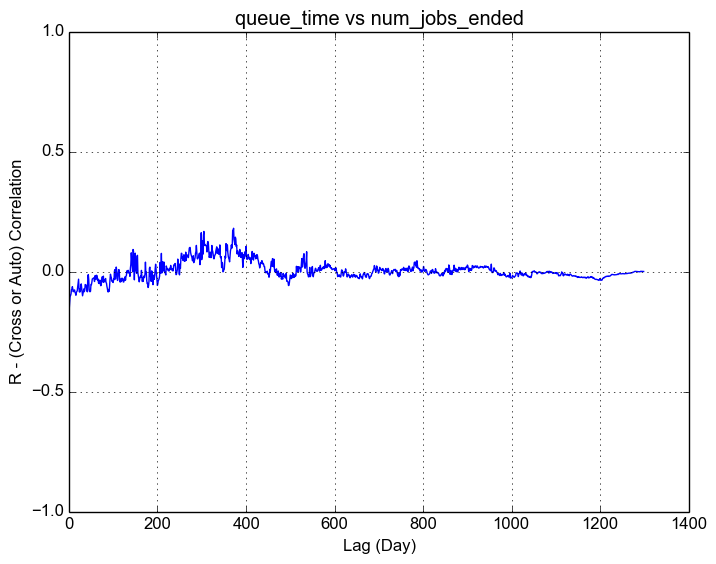 queue_time vs num_jobs_ended
1.0
0.5
0.0
−0.5
−1.0
R - (Cross or Auto) Correlation
0 200 400 600 800 1000 1200 1400
Lag (Day)